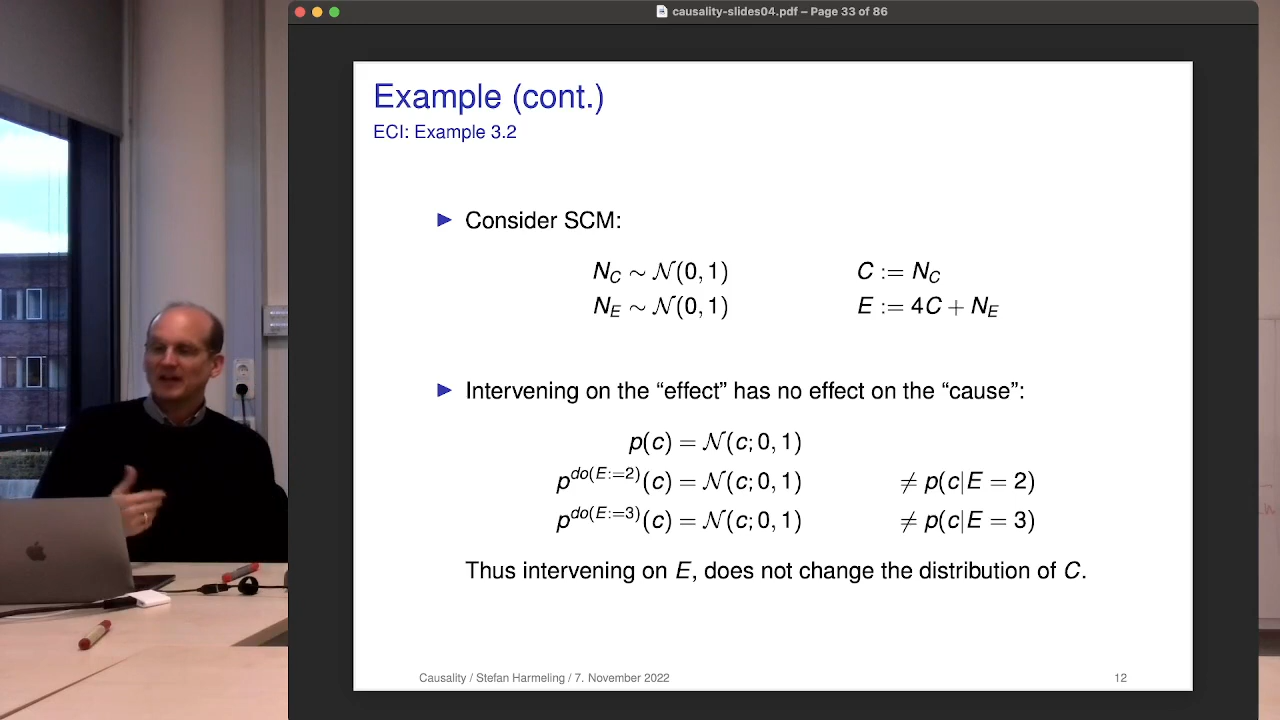 causality-slides04.pdf – Page 33 of 86
Example (cont.)
ECI: Example 3.2
▶ Consider SCM:
N_C ∼ 𝒩(0, 1) C := N_C
N_E ∼ 𝒩(0, 1) E := 4C + N_E
▶ Intervening on the “effect” has no effect on the “cause”:
p(c) = 𝒩(c; 0, 1)
p^{do(E:=2)}(c) = 𝒩(c; 0, 1) ≠ p(c|E = 2)
p^{do(E:=3)}(c) = 𝒩(c; 0, 1) ≠ p(c|E = 3)
Thus intervening on E, does not change the distribution of C.
Causality / Stefan Harmeling / 7. November 2022 12